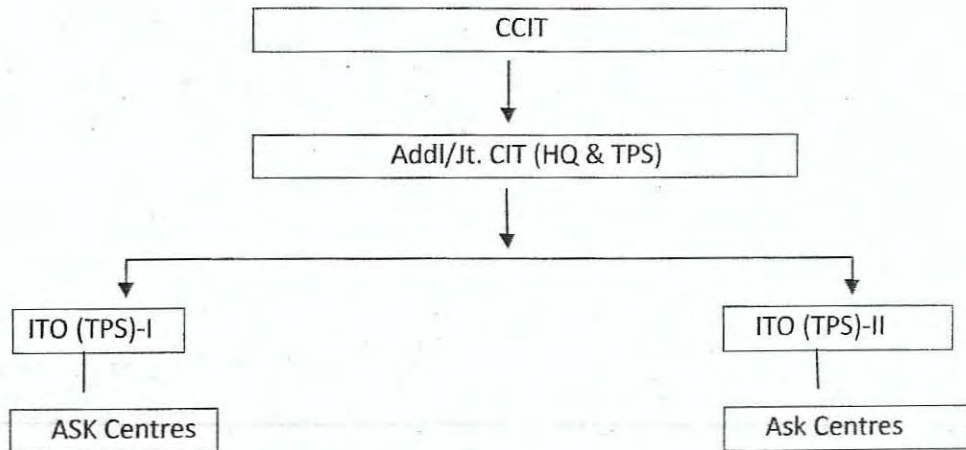 CCIT
Addl/Jt. CIT (HQ & TPS)
ITO (TPS)-I
ITO (TPS)-II
ASK Centres
Ask Centres